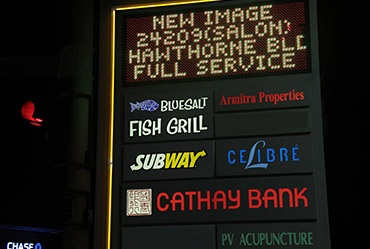 NEW IMAGE
24209(SALON)
HAWTHORNE BLD
FULL SERVICE
BLUESALT
FISH GRILL
Armitra Properties
SUBWAY
CELIBRÉ
CATHAY BANK
PV ACUPUNCTURE
CHASE